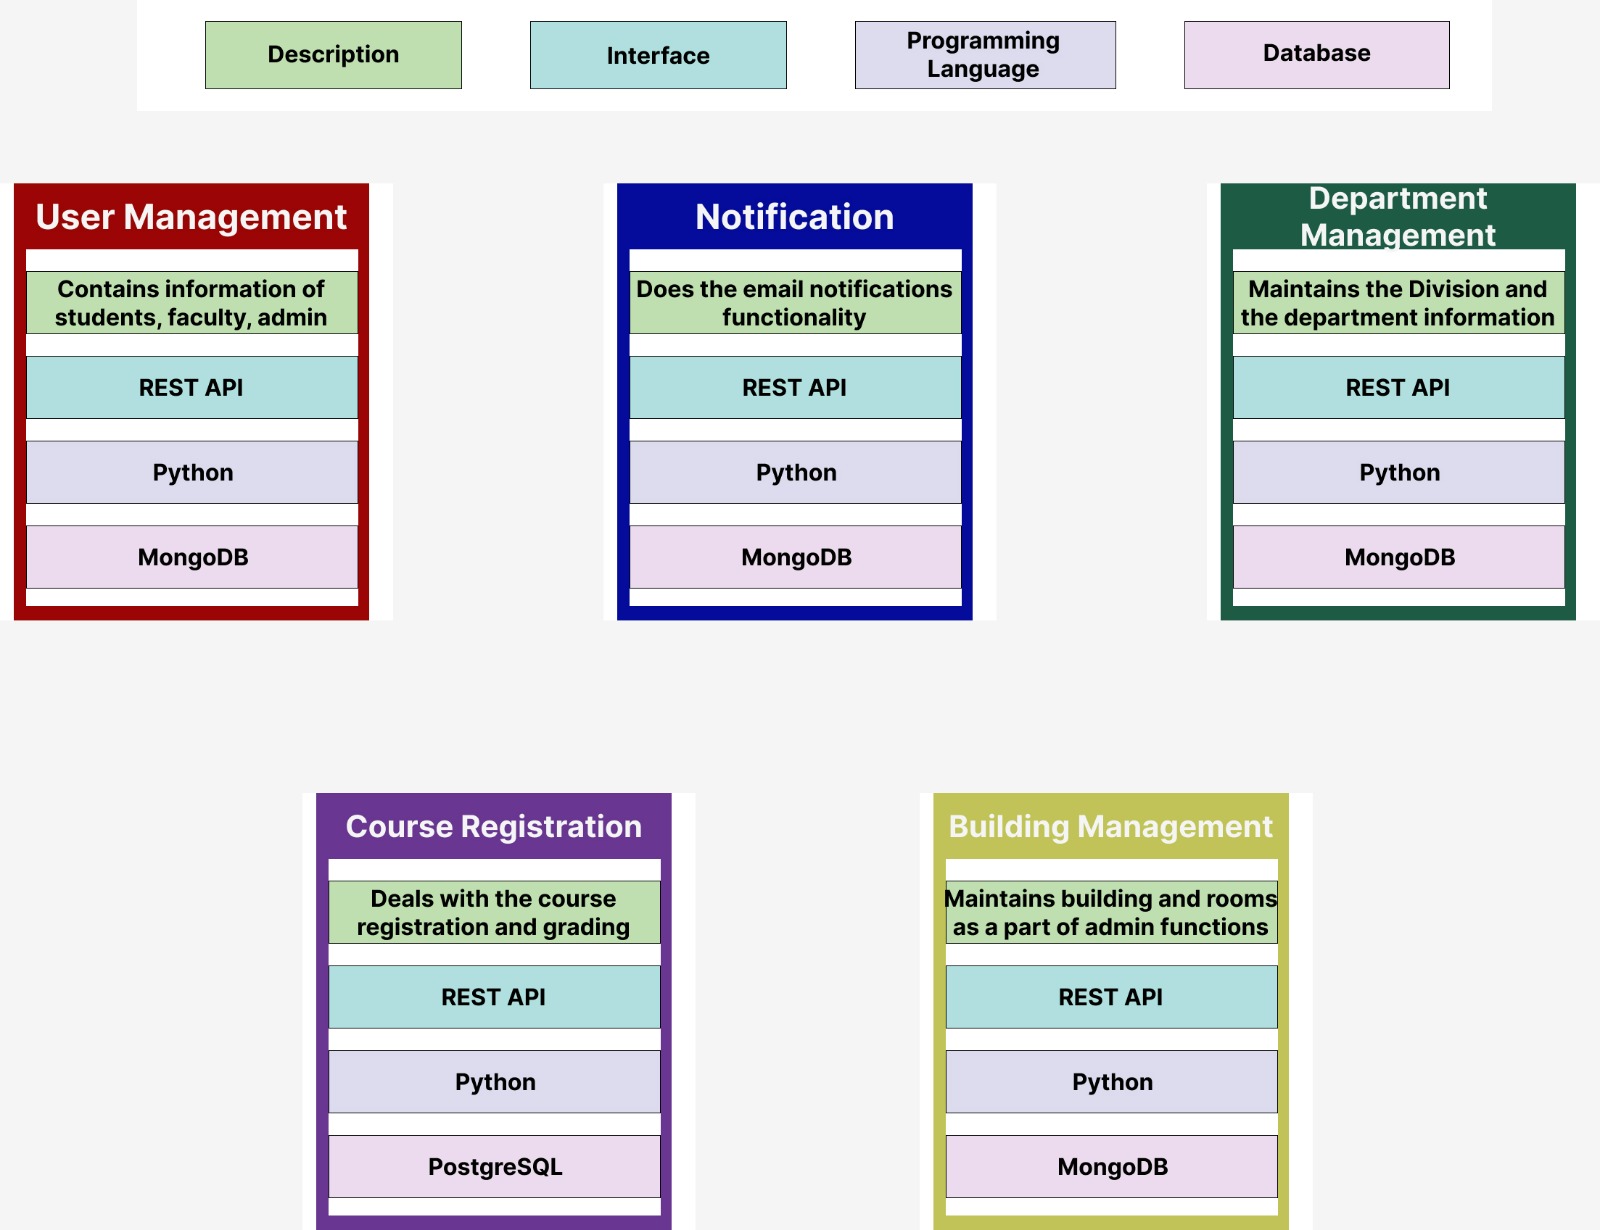 Description
Interface
Programming
Language
Database
User Management
Contains information of
students, faculty, admin
REST API
Python
MongoDB
Notification
Does the email notifications
functionality
REST API
Python
MongoDB
Department
Management
Maintains the Division and
the department information
REST API
Python
MongoDB
Course Registration
Deals with the course
registration and grading
REST API
Python
PostgreSQL
Building Management
Maintains building and rooms
as a part of admin functions
REST API
Python
MongoDB